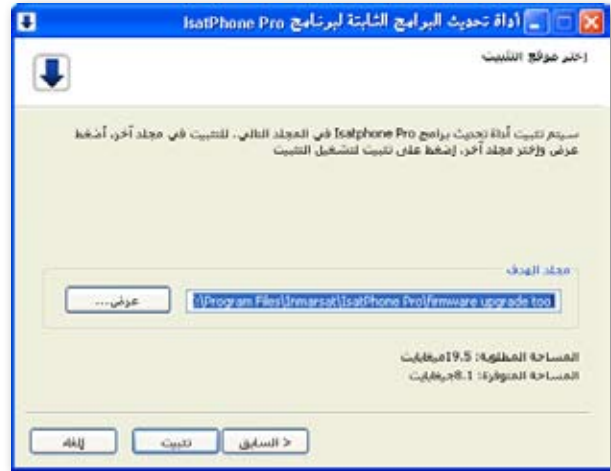 أداة تحديث البرامج الثابتة لبرنامج IsatPhone Pro
إختر موقع التثبيت
سيتم تثبيت أداة تحديث برامج Isatphone Pro في المجلد التالي. للتثبيت في مجلد آخر، أضغط
عرض وإختر مجلد آخر. إضغط على تثبيت لتشغيل التثبيت
مجلد الهدف
:\Program Files\Inmarsat\IsatPhone Pro\firmware upgrade too
عرض...
المساحة المطلوبة: 19.5ميغابايت
المساحة المتوفرة: 8.1جيغابايت
< السابق
تثبيت
إلغاء